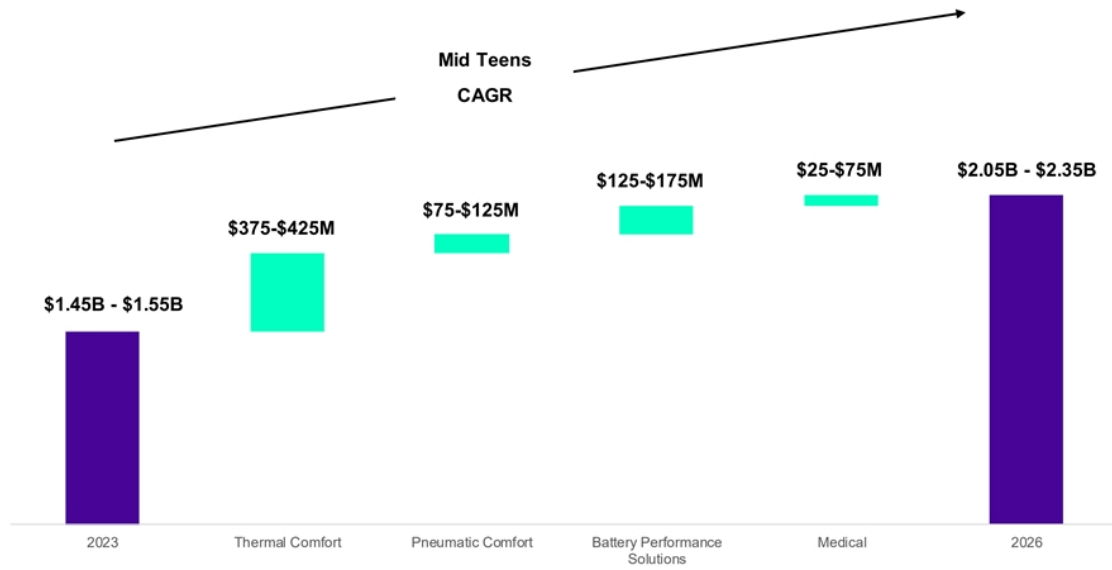 Mid Teens
CAGR
$1.45B - $1.55B
$375-$425M
$75-$125M
$125-$175M
$25-$75M
$2.05B - $2.35B
2023
Thermal Comfort
Pneumatic Comfort
Battery Performance
Solutions
Medical
2026